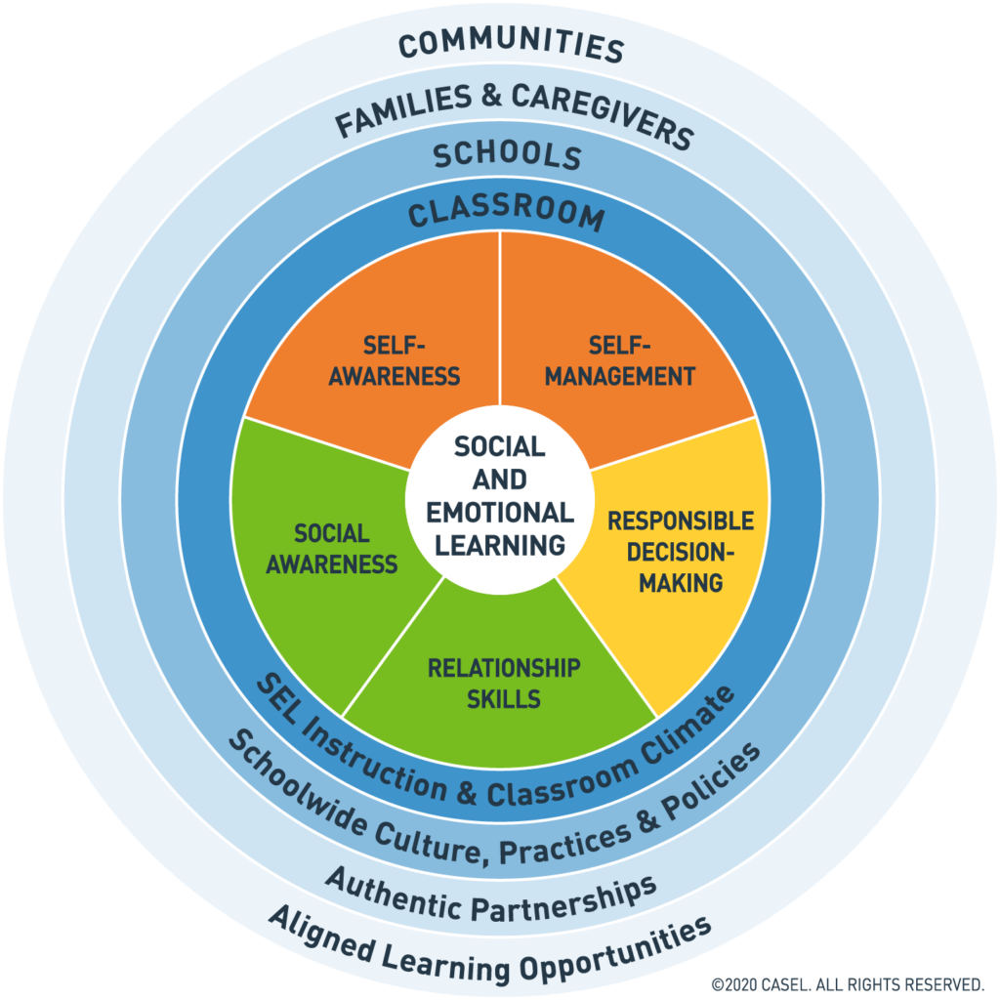 COMMUNITIES
FAMILIES & CAREGIVERS
SCHOOLS
CLASSROOM
SELF-
AWARENESS
SELF-
MANAGEMENT
SOCIAL
AND
EMOTIONAL
LEARNING
SOCIAL
AWARENESS
RESPONSIBLE
DECISION-
MAKING
RELATIONSHIP
SKILLS
SEL Instruction & Classroom Climate
Schoolwide Culture, Practices & Policies
Authentic Partnerships
Aligned Learning Opportunities
©2020 CASEL. ALL RIGHTS RESERVED.